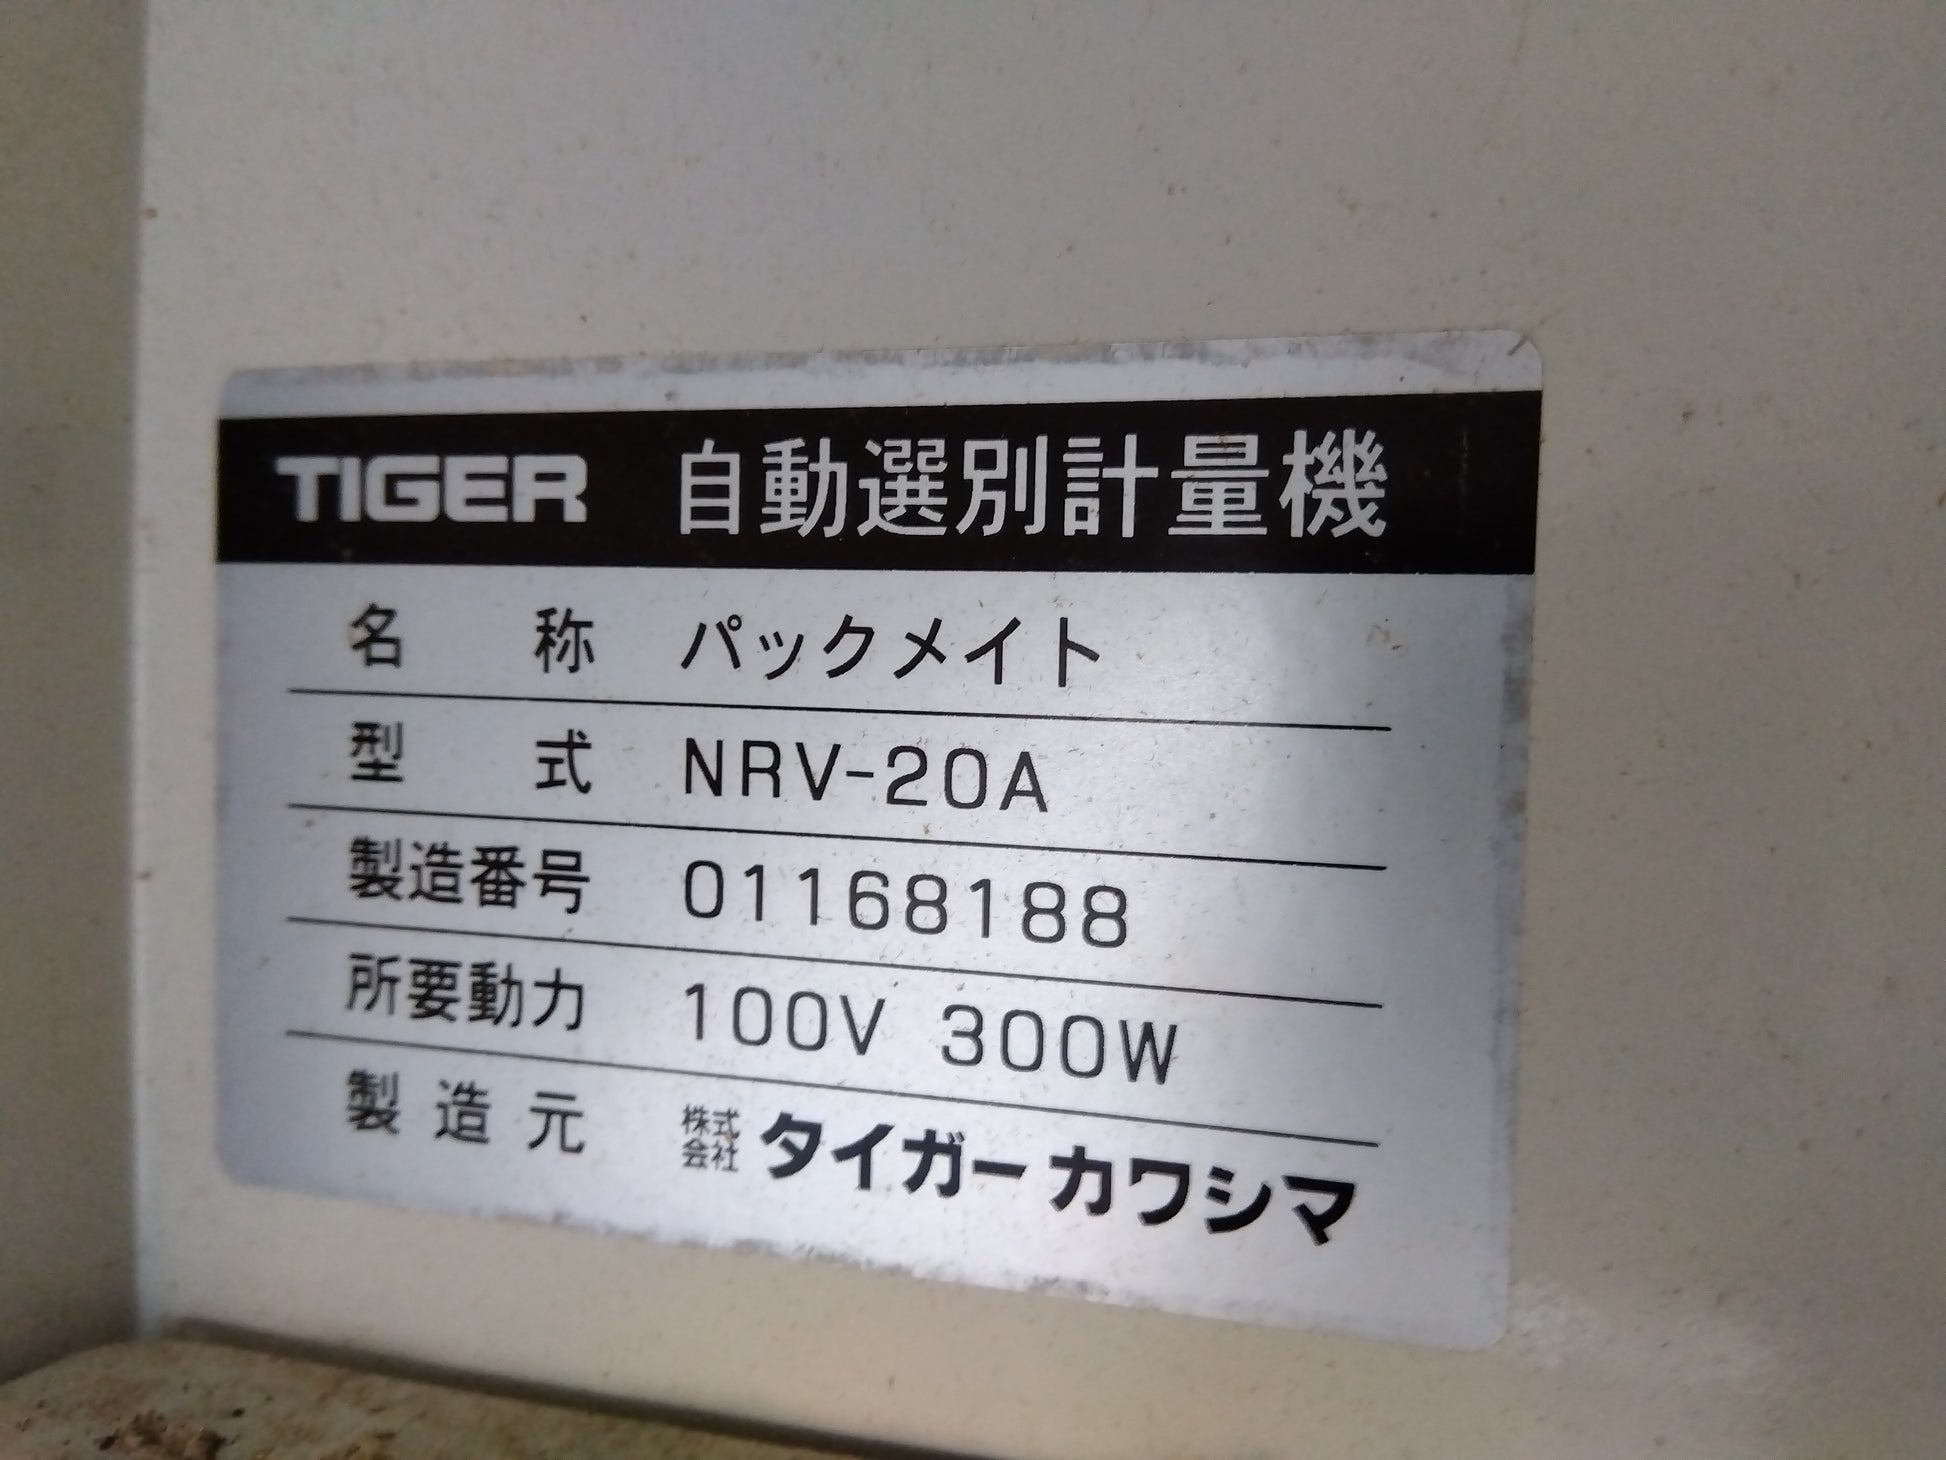 TIGER 自動選別計量機
名称 パックメイト
型式 NRV-20A
製造番号 01168188
所要動力 100V 300W
製造元 株式会社 タイガーカワシマ